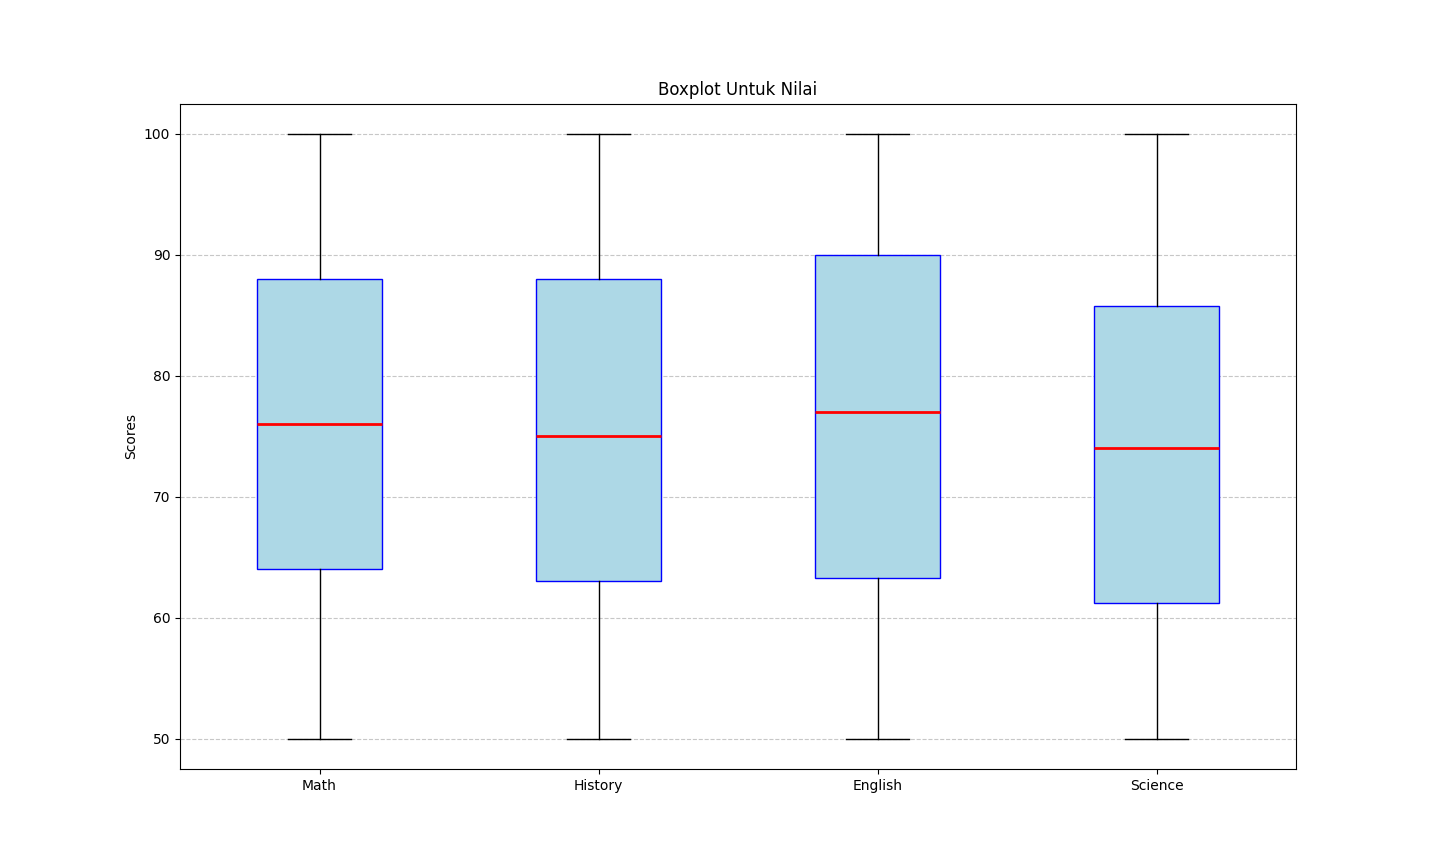 Boxplot Untuk Nilai
Scores
100
90
80
70
60
50
Math
History
English
Science